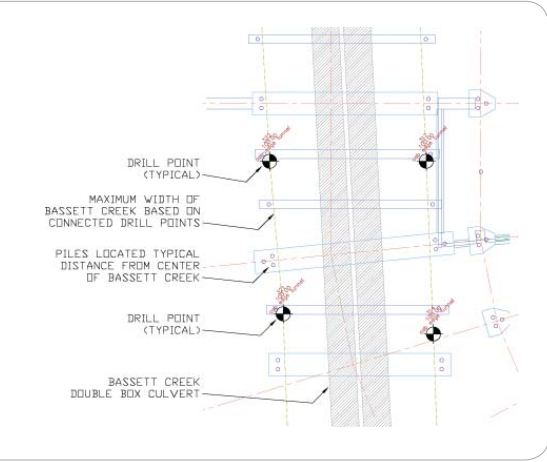 DRILL POINT
(TYPICAL)
MAXIMUM WIDTH OF
BASSETT CREEK BASED ON
CONNECTED DRILL POINTS
PILES LOCATED TYPICAL
DISTANCE FROM CENTER
OF BASSETT CREEK
DRILL POINT
(TYPICAL)
BASSETT CREEK
DOUBLE BOX CULVERT